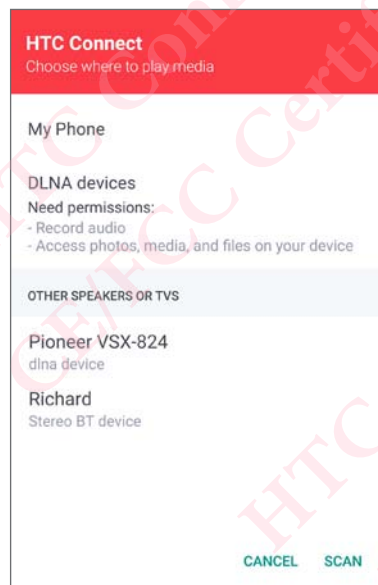 HTC Connect
Choose where to play media
My Phone
DLNA devices
Need permissions:
- Record audio
- Access photos, media, and files on your device
OTHER SPEAKERS OR TVS
Pioneer VSX-824
dlna device
Richard
Stereo BT device
CANCEL SCAN